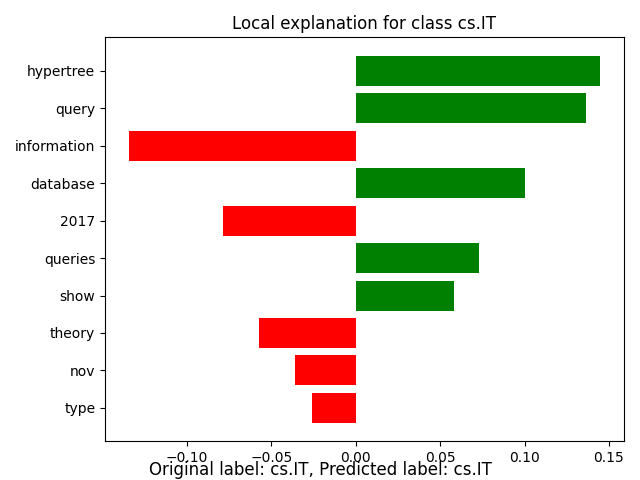 Local explanation for class cs.IT
hypertree
query
information
database
2017
queries
show
theory
nov
type
−0.10 −0.05 0.00 0.05 0.10 0.15
Original label: cs.IT, Predicted label: cs.IT